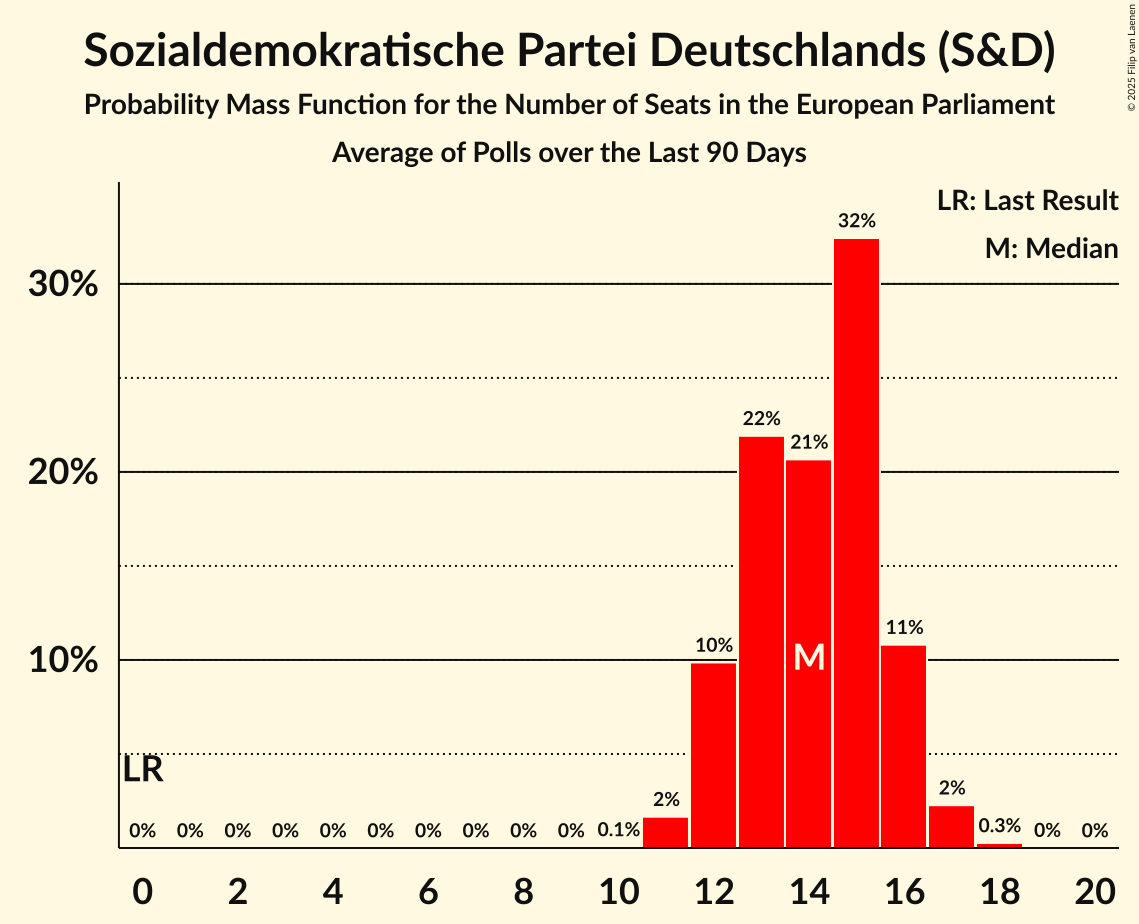 Sozialdemokratische Partei Deutschlands (S&D)
Probability Mass Function for the Number of Seats in the European Parliament
Average of Polls over the Last 90 Days
© 2025 Filip van Laenen
LR: Last Result
M: Median
32%
30%
22%
21%
20%
11%
10%
10%
M
LR
2%
2%
0% 0% 0% 0% 0% 0% 0% 0% 0% 0% 0.1% 0.3% 0% 0%
0 2 4 6 8 10 12 14 16 18 20